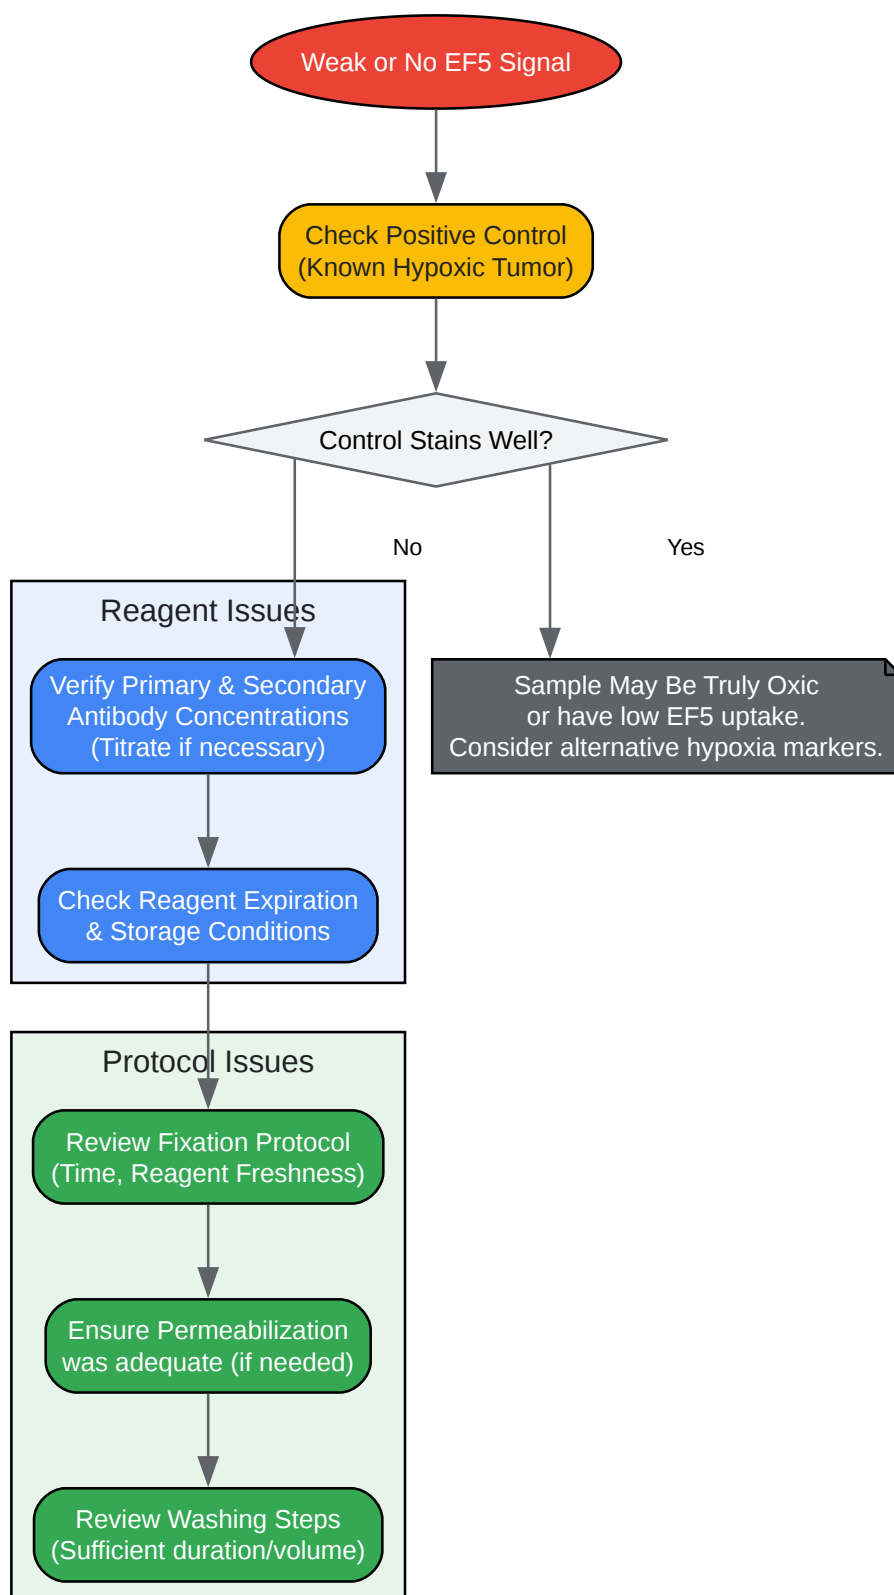 Weak or No EF5 Signal
Check Positive Control
(Known Hypoxic Tumor)
Control Stains Well?
No
Yes
Reagent Issues
Verify Primary & Secondary
Antibody Concentrations
(Titrate if necessary)
Sample May Be Truly Oxic
or have low EF5 uptake.
Consider alternative hypoxia markers.
Check Reagent Expiration
& Storage Conditions
Protocol Issues
Review Fixation Protocol
(Time, Reagent Freshness)
Ensure Permeabilization
was adequate (if needed)
Review Washing Steps
(Sufficient duration/volume)